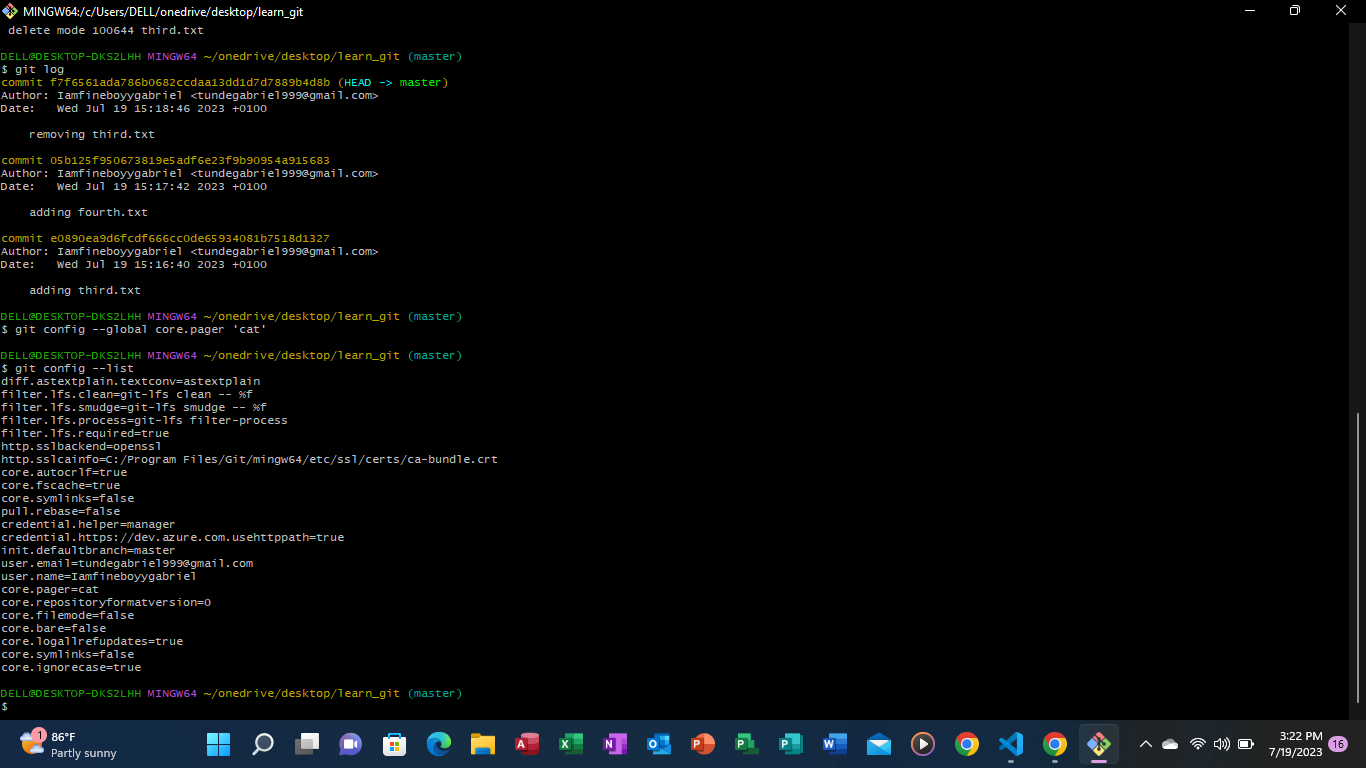 MINGW64:/c/Users/DELL/onedrive/desktop/learn_git
delete mode 100644 third.txt
DELL@DESKTOP-DKS2LHH MINGW64 ~/onedrive/desktop/learn_git (master)
$ git log
commit f7f6561ada786b0682ccdaa13dd1d7d7889b4d8b (HEAD -> master)
Author: Iamfineboyygabriel <tundegabriel999@gmail.com>
Date:   Wed Jul 19 15:18:46 2023 +0100
removing third.txt
commit 05b125f950673819e5adf6e23f9b90954a915683
Author: Iamfineboyygabriel <tundegabriel999@gmail.com>
Date:   Wed Jul 19 15:17:42 2023 +0100
adding fourth.txt
commit e0890ea9d6fcdf666cc0de65934081b7518d1327
Author: Iamfineboyygabriel <tundegabriel999@gmail.com>
Date:   Wed Jul 19 15:16:40 2023 +0100
adding third.txt
DELL@DESKTOP-DKS2LHH MINGW64 ~/onedrive/desktop/learn_git (master)
$ git config --global core.pager 'cat'
DELL@DESKTOP-DKS2LHH MINGW64 ~/onedrive/desktop/learn_git (master)
$ git config --list
diff.astextplain.textconv=astextplain
filter.lfs.clean=git-lfs clean -- %f
filter.lfs.smudge=git-lfs smudge -- %f
filter.lfs.process=git-lfs filter-process
filter.lfs.required=true
http.sslbackend=openssl
http.sslcainfo=C:/Program Files/Git/mingw64/etc/ssl/certs/ca-bundle.crt
core.autocrlf=true
core.fscache=true
core.symlinks=false
pull.rebase=false
credential.helper=manager
credential.https://dev.azure.com.usehttppath=true
init.defaultbranch=master
user.email=tundegabriel999@gmail.com
user.name=Iamfineboyygabriel
core.pager=cat
core.repositoryformatversion=0
core.filemode=false
core.bare=false
core.logallrefupdates=true
core.symlinks=false
core.ignorecase=true
DELL@DESKTOP-DKS2LHH MINGW64 ~/onedrive/desktop/learn_git (master)
$
1
86°F
Partly sunny
3:22 PM
7/19/2023
16